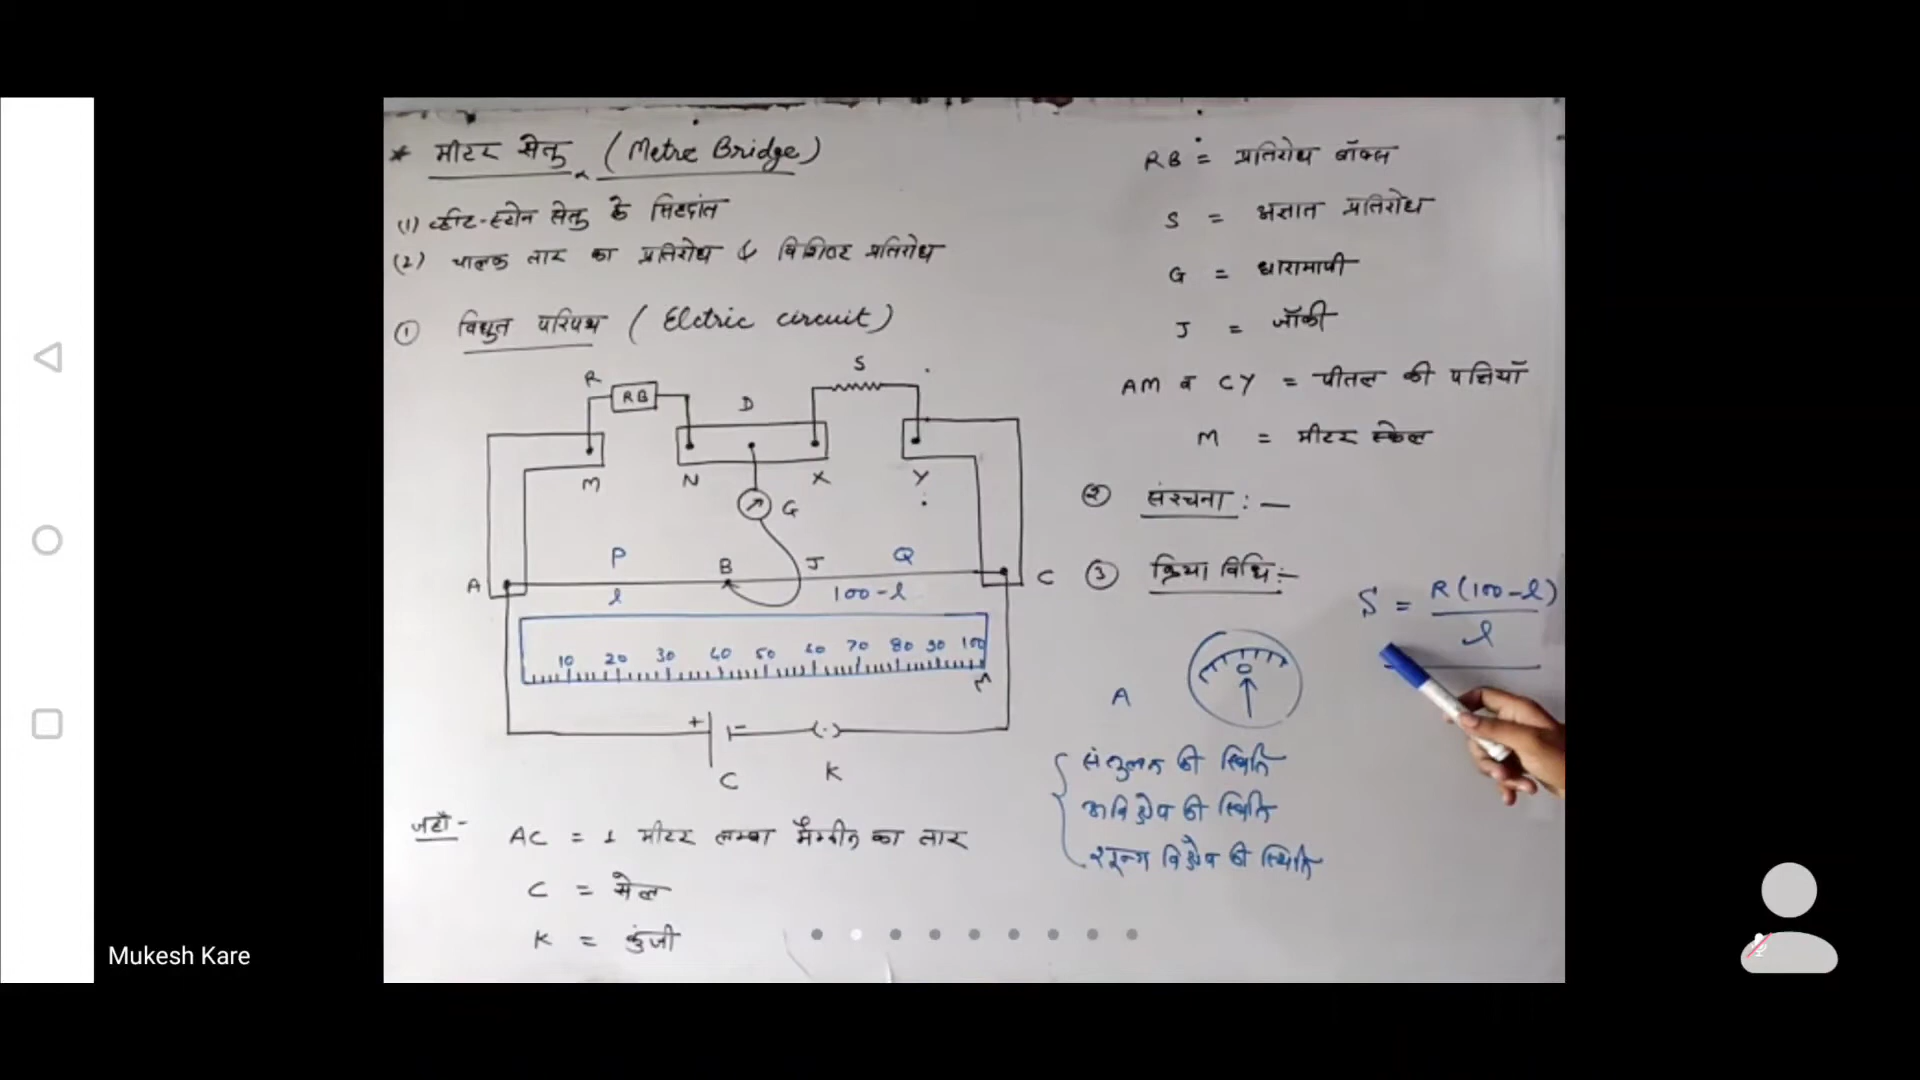 * मीटर सेतु (Metre Bridge)
(1) व्हीट-स्टोन सेतु के सिद्धांत
(2) चालक तार का प्रतिरोध & विशिष्ट प्रतिरोध
① विद्युत परिपथ (Elctric circuit)
R
RB
D
S
M
N
X
Y
G
P
B
J
Q
A
C
l
100-l
10 20 30 40 50 60 70 80 90 100
M
+
-
C
K
जहाँ-
AC = 1 मीटर लम्बा मैंग्नीन का तार
C = सेल
K = कुंजी
RB = प्रतिरोध बॉक्स
S = अज्ञात प्रतिरोध
G = धारामापी
J = जॉकी
AM व CY = पीतल की पत्तियाँ
M = मीटर स्केल
② संरचना :—
③ क्रिया विधि :—
S = R(100-l)
l
0
A
संतुलन की स्थिति
अविक्षेप की स्थिति
शून्य विक्षेप की स्थिति
Mukesh Kare